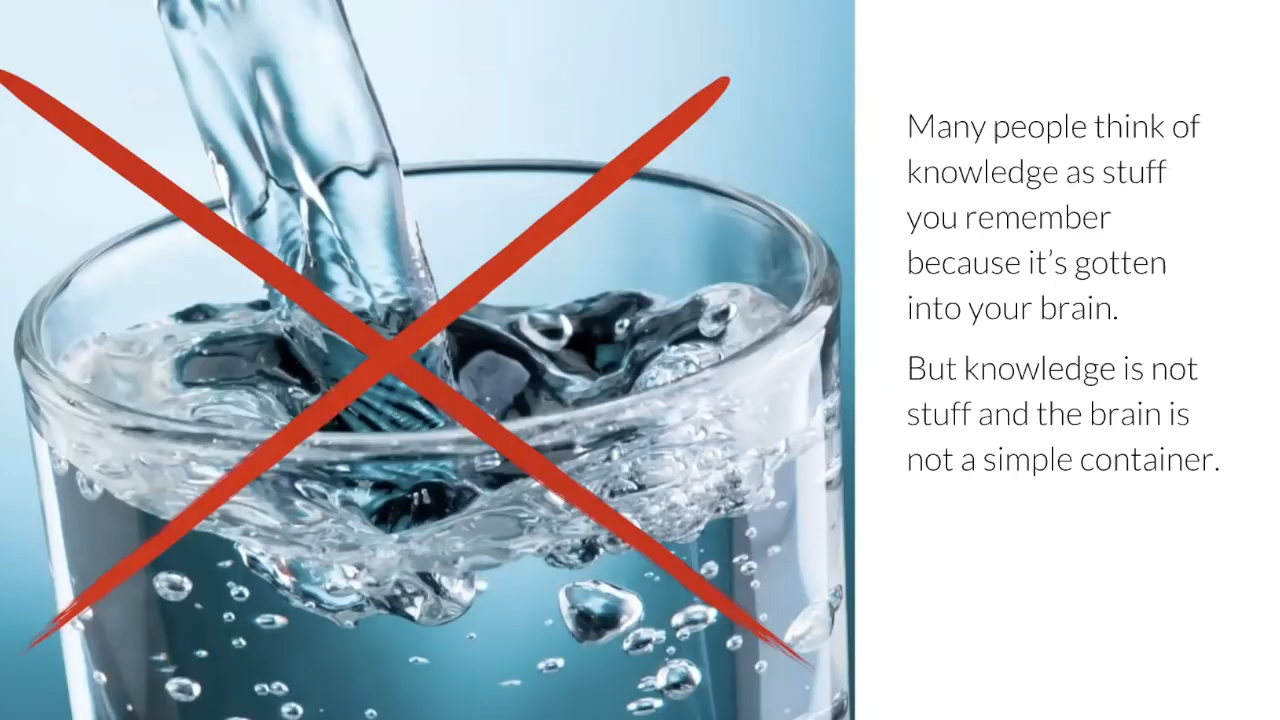 Many people think of
knowledge as stuff
you remember
because it’s gotten
into your brain.
But knowledge is not
stuff and the brain is
not a simple container.